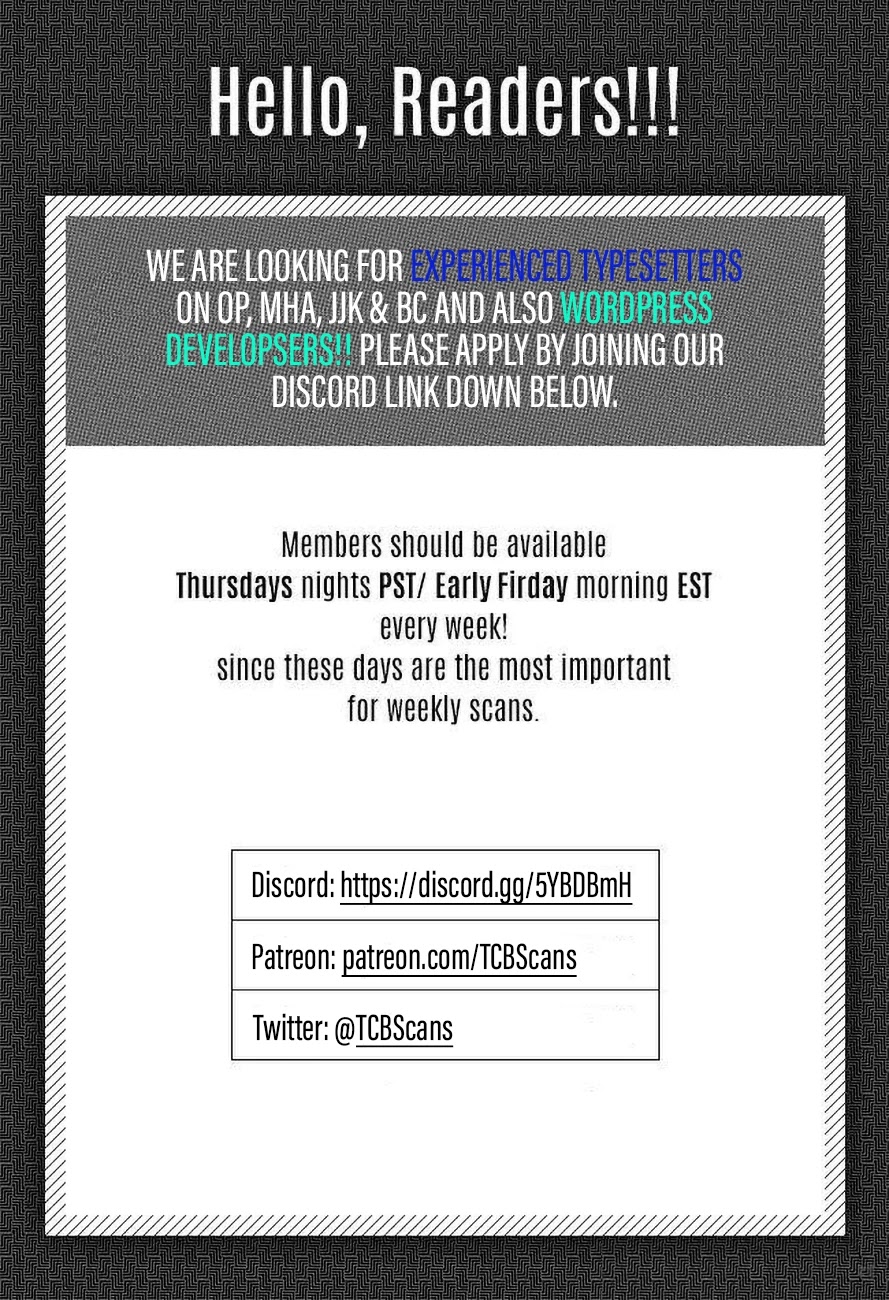 Hello, Readers!!!
WE ARE LOOKING FOR EXPERIENCED TYPESETTERS
ON OP, MHA, JJK & BC AND ALSO WORDPRESS
DEVELOPSERS!! PLEASE APPLY BY JOINING OUR
DISCORD LINK DOWN BELOW.
Members should be available
Thursdays nights PST/ Early Firday morning EST
every week!
since these days are the most important
for weekly scans.
Discord: https://discord.gg/5YBDBmH
Patreon: patreon.com/TCBScans
Twitter: @TCBScans